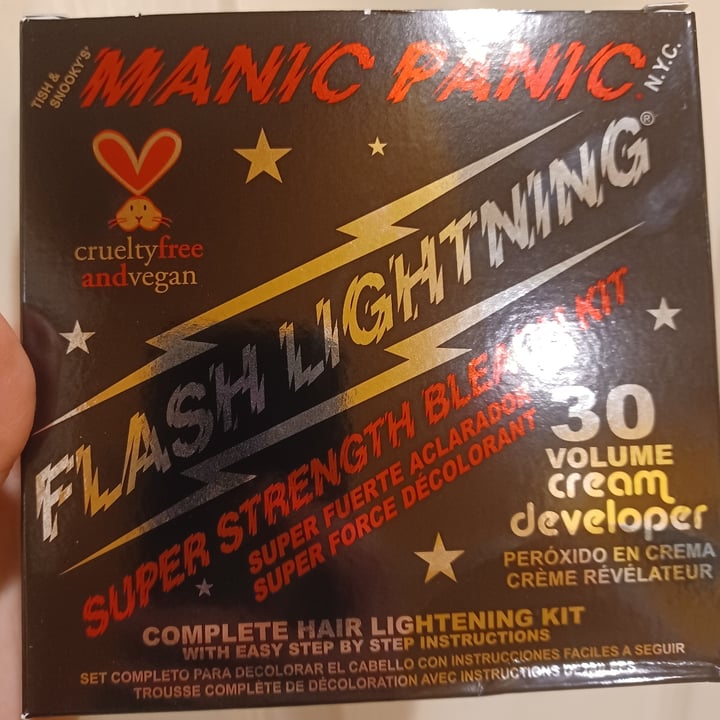 TISH &
SNOOKY'S'
MANIC PANIC.
N.Y.C.
crueltyfree
andvegan
FLASH LIGHTNING®
SUPER STRENGTH BLEACH KIT
SUPER FUERTE ACLARADOR
SUPER FORCE DÉCOLORANT
30
VOLUME
cream
developer
PERÓXIDO EN CREMA
CRÈME RÉVÉLATEUR
COMPLETE HAIR LIGHTENING KIT
WITH EASY STEP BY STEP INSTRUCTIONS
SET COMPLETO PARA DECOLORAR EL CABELLO CON INSTRUCCIONES FACILES A SEGUIR
TROUSSE COMPLÈTE DE DÉCOLORATION AVEC INSTRUCTIONS